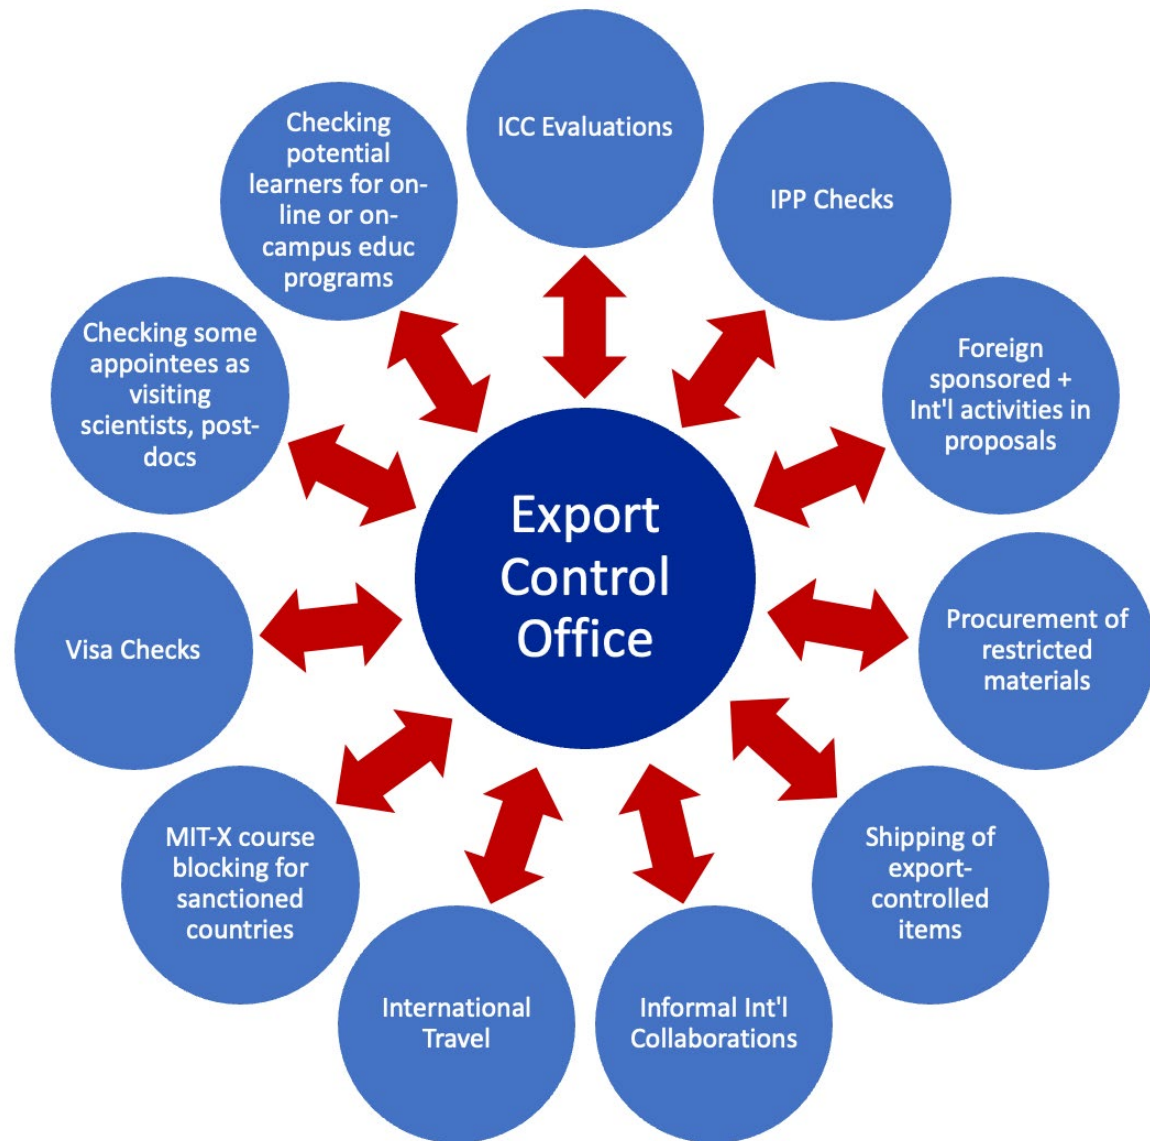 ICC Evaluations
IPP Checks
Foreign
sponsored +
Int'l activities in
proposals
Procurement of
restricted
materials
Shipping of
export-
controlled
items
Informal Int'l
Collaborations
International
Travel
MIT-X course
blocking for
sanctioned
countries
Visa Checks
Checking some
appointees as
visiting
scientists, post-
docs
Checking
potential
learners for on-
line or on-
campus educ
programs
Export
Control
Office